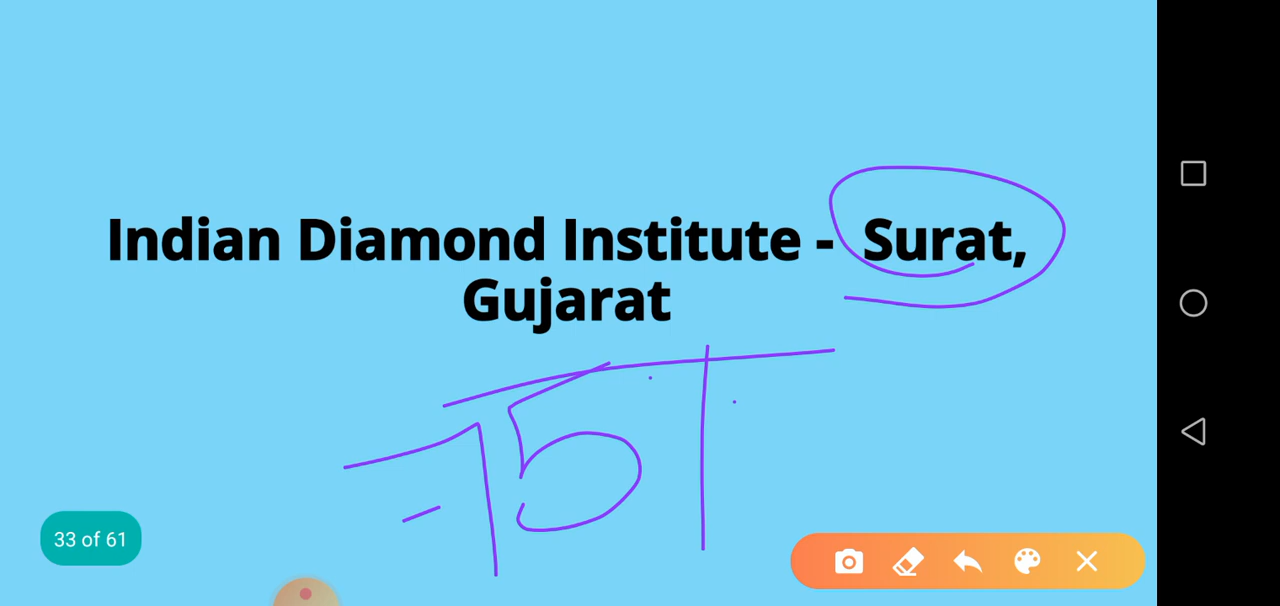 Indian Diamond Institute - Surat,
Gujarat
33 of 61